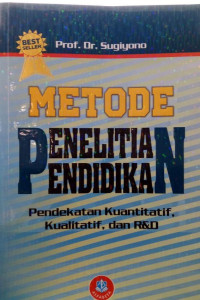 BEST
SELLER
Prof. Dr. Sugiyono
METODE
PENELITIAN
PENDIDIKAN
Pendekatan Kuantitatif,
Kualitatif, dan R&D